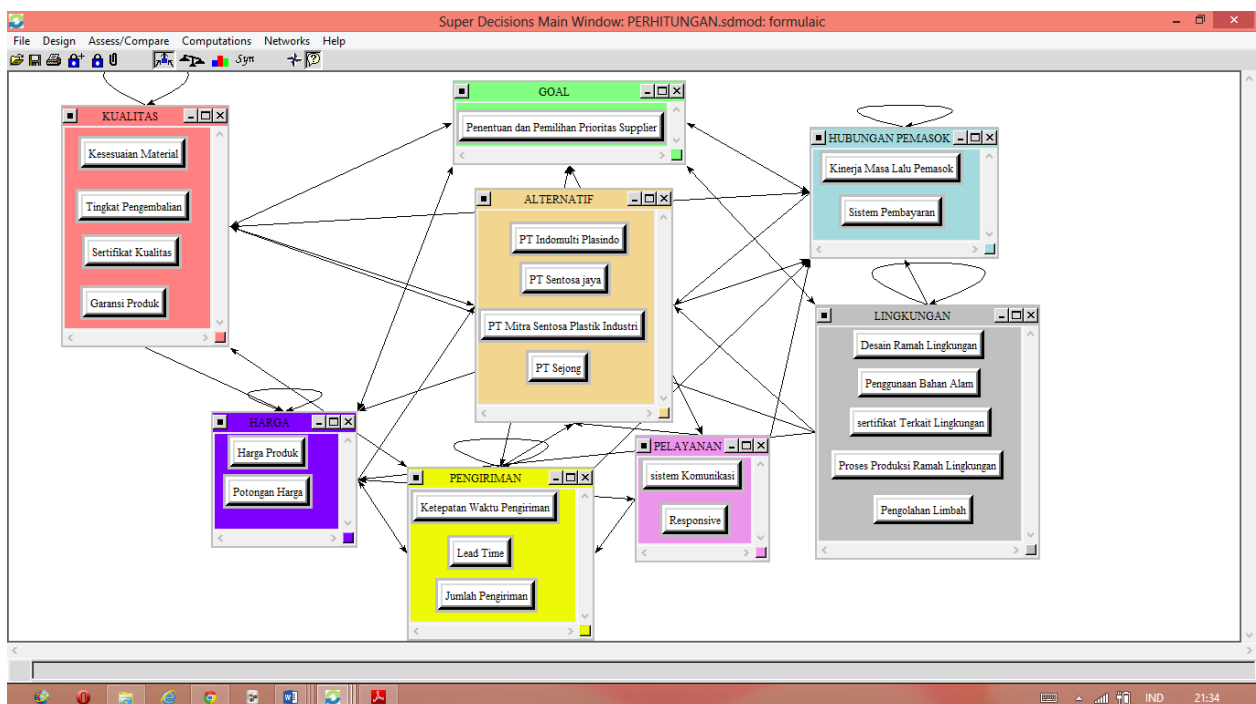 Super Decisions Main Window: PERHITUNGAN.sdmod: formulaic
File Design Assess/Compare Computations Networks Help
Syn
KUALITAS
Kesesuaian Material
Tingkat Pengembalian
Sertifikat Kualitas
Garansi Produk
GOAL
Penentuan dan Pemilihan Prioritas Supplier
HUBUNGAN PEMASOK
Kinerja Masa Lalu Pemasok
Sistem Pembayaran
ALTERNATIF
PT Indomulti Plasindo
PT Sentosa jaya
PT Mitra Sentosa Plastik Industri
PT Sejong
LINGKUNGAN
Desain Ramah Lingkungan
Penggunaan Bahan Alam
sertifikat Terkait Lingkungan
Proses Produksi Ramah Lingkungan
Pengolahan Limbah
HARGA
Harga Produk
Potongan Harga
PENGIRIMAN
Ketepatan Waktu Pengiriman
Lead Time
Jumlah Pengiriman
PELAYANAN
sistem Komunikasi
Responsive
IND 21:34